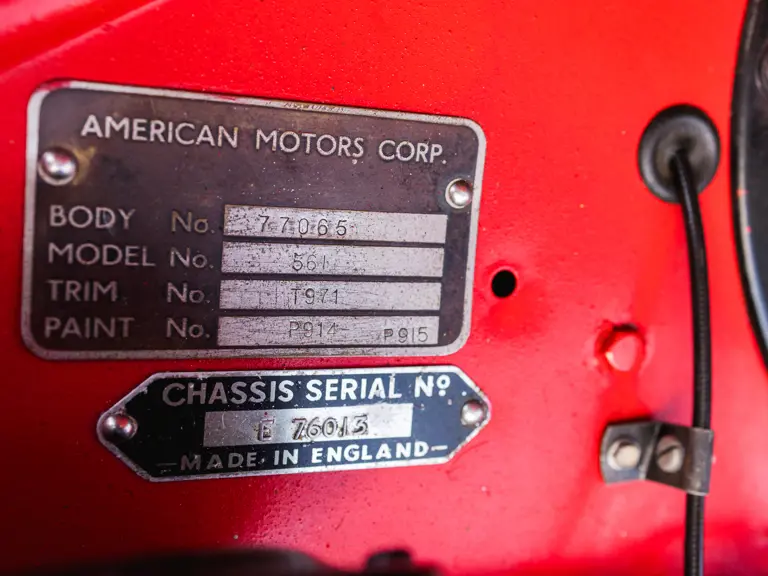 AMERICAN MOTORS CORP.
BODY No. 77065
MODEL No. 561
TRIM No. T971
PAINT No. P914 P915
CHASSIS SERIAL No.
E 76013
—MADE IN ENGLAND—